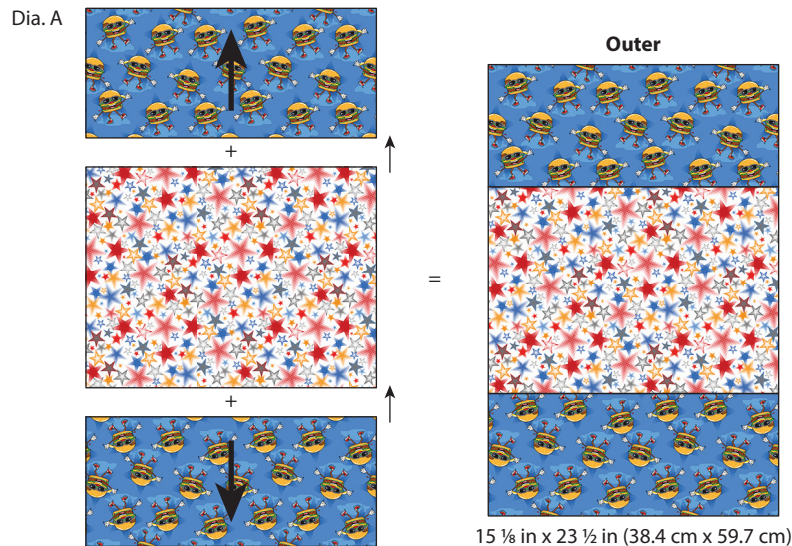 Dia. A
+
+
=
Outer
15 ⅛ in x 23 ½ in (38.4 cm x 59.7 cm)